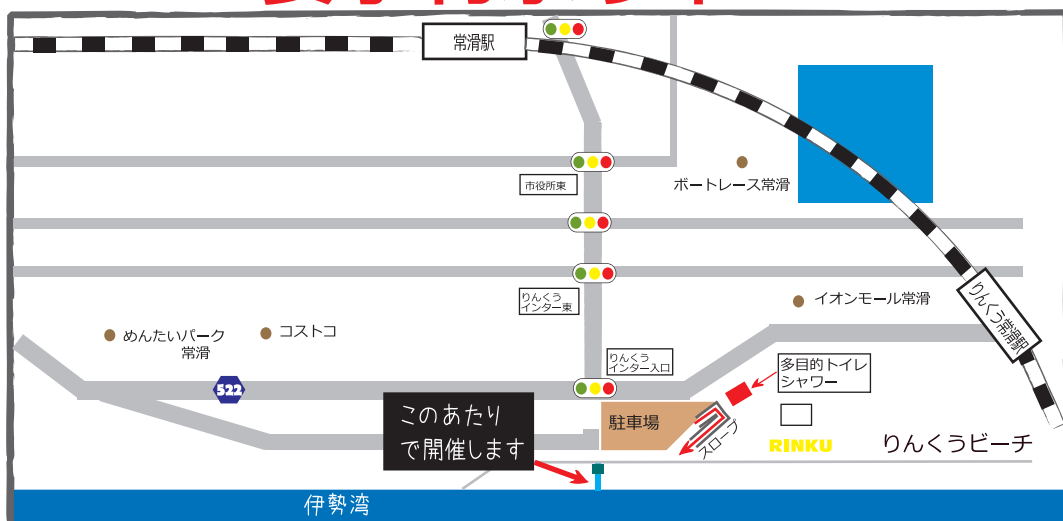 常滑駅
市役所東
ボートレース常滑
りんくう
インター東
イオンモール常滑
りんくう常滑駅
めんたいパーク
常滑
コストコ
りんくう
インター入口
多目的トイレ
シャワー
522
このあたり
で開催します
駐車場
スロープ
RINKU
りんくうビーチ
伊勢湾